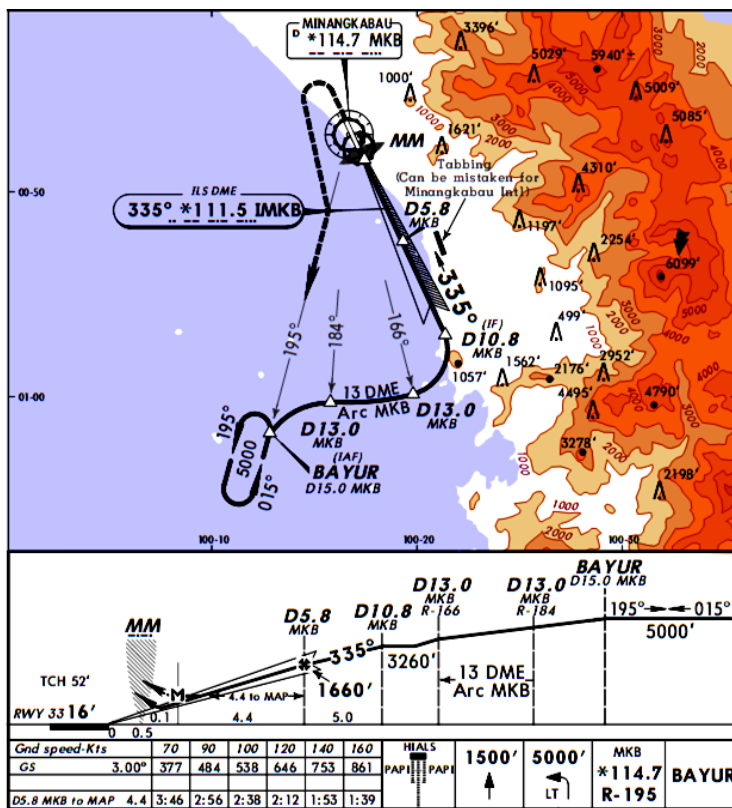 MINANGKABAU
D *114.7 MKB
3396'
5029'
5940'±
5009'
1000'
1000
1621'
5085'
MM
Tabbing
(Can be mistaken for
Minangkabau Intl)
4310'
00-50
ILS DME
335° *111.5 IMKB
D5.8
MKB
1197'
2254'
6099'
1095'
335°
499'
195°
184°
166°
(IF)
D10.8
MKB
1057'
1562'
2176'
2952'
4495'
4790'
01-00
13 DME
Arc MKB
D13.0
MKB
D13.0
MKB
195°
5000
015°
(IAF)
BAYUR
D15.0 MKB
3278'
2198'
100-10
100-20
100-30
BAYUR
D15.0 MKB
D13.0
MKB
R-166
D13.0
MKB
R-184
D5.8
MKB
D10.8
MKB
195° 015°
5000'
MM
335°
3260'
13 DME
Arc MKB
TCH 52'
M
1660'
4.4 to MAP
RWY 33 16'
0.1
4.4
5.0
0 0.5
Gnd speed-Kts 70 90 100 120 140 160
GS 3.00° 377 484 538 646 753 861
D5.8 MKB to MAP 4.4 3:46 2:56 2:38 2:12 1:53 1:39
HIALS
PAPI PAPI
1500'
5000'
LT
MKB
*114.7
R-195
BAYUR